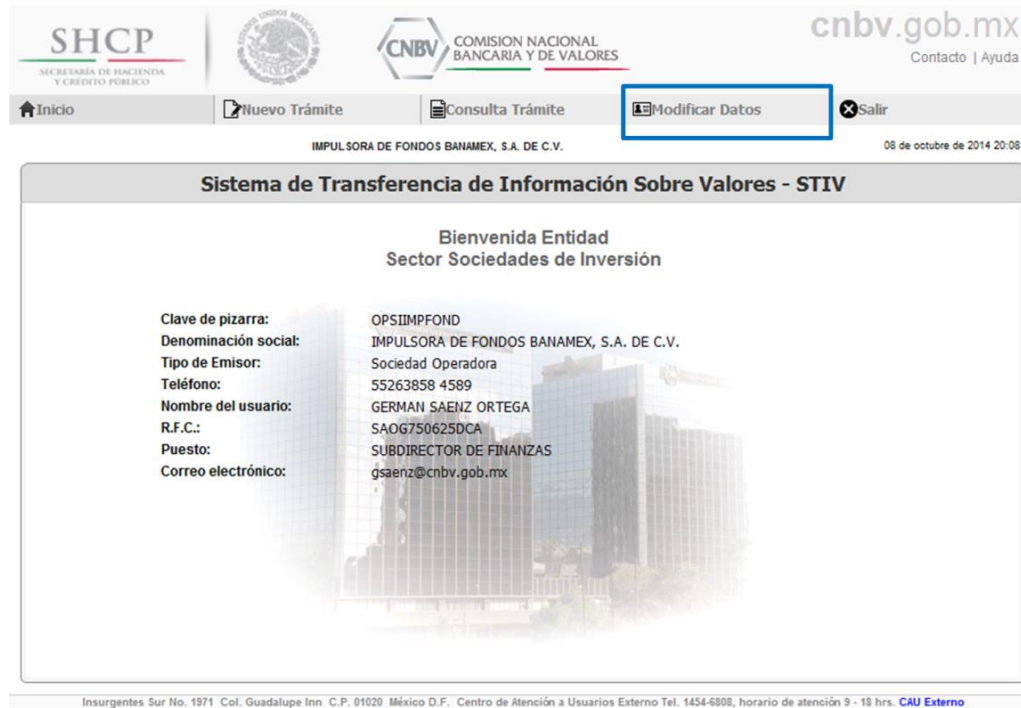 SHCP
SECRETARÍA DE HACIENDA
Y CRÉDITO PÚBLICO
ESTADOS UNIDOS MEXICANOS
CNBV
COMISION NACIONAL
BANCARIA Y DE VALORES
cnbv.gob.mx
Contacto | Ayuda
Inicio Nuevo Trámite Consulta Trámite Modificar Datos Salir
IMPULSORA DE FONDOS BANAMEX, S.A. DE C.V. 08 de octubre de 2014 20:08
Sistema de Transferencia de Información Sobre Valores - STIV
Bienvenida Entidad
Sector Sociedades de Inversión
Clave de pizarra: OPSIIMPFOND
Denominación social: IMPULSORA DE FONDOS BANAMEX, S.A. DE C.V.
Tipo de Emisor: Sociedad Operadora
Teléfono: 55263858 4589
Nombre del usuario: GERMAN SAENZ ORTEGA
R.F.C.: SAOG750625DCA
Puesto: SUBDIRECTOR DE FINANZAS
Correo electrónico: gsaenz@cnbv.gob.mx
Insurgentes Sur No. 1971 Col. Guadalupe Inn C.P. 01020 México D.F. Centro de Atención a Usuarios Externo Tel. 1454-6808, horario de atención 9 - 18 hrs. CAU Externo